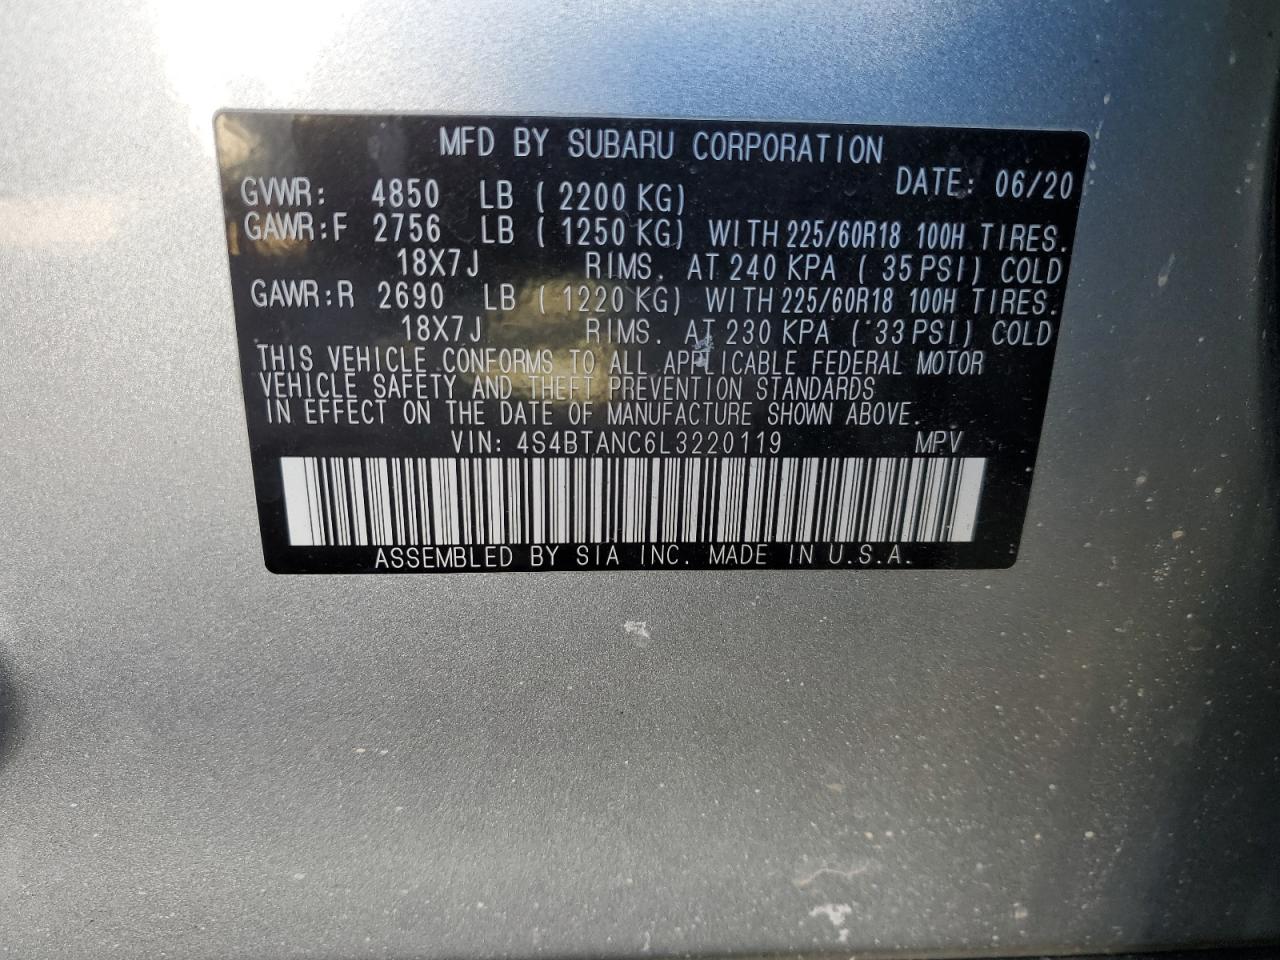 MFD BY SUBARU CORPORATION
DATE: 06/20
GVWR: 4850 LB ( 2200 KG)
GAWR:F 2756 LB ( 1250 KG) WITH 225/60R18 100H TIRES.
18X7J RIMS. AT 240 KPA ( 35 PSI) COLD
GAWR:R 2690 LB ( 1220 KG) WITH 225/60R18 100H TIRES.
18X7J RIMS. AT 230 KPA ( 33 PSI) COLD
THIS VEHICLE CONFORMS TO ALL APPLICABLE FEDERAL MOTOR
VEHICLE SAFETY AND THEFT PREVENTION STANDARDS
IN EFFECT ON THE DATE OF MANUFACTURE SHOWN ABOVE.
VIN: 4S4BTANC6L3220119 MPV
ASSEMBLED BY SIA INC. MADE IN U.S.A.